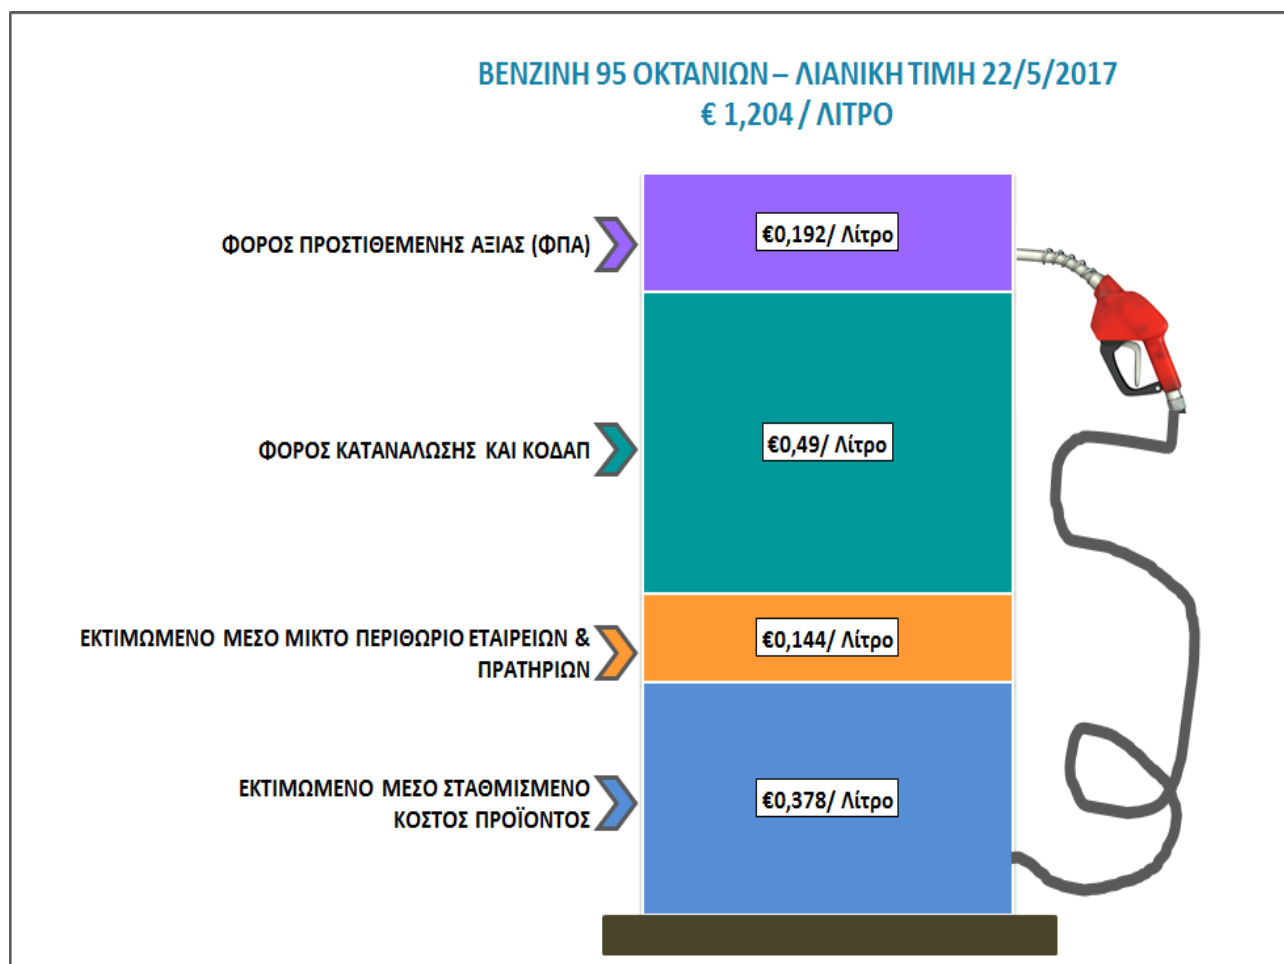 ΒΕΝΖΙΝΗ 95 ΟΚΤΑΝΙΩΝ – ΛΙΑΝΙΚΗ ΤΙΜΗ 22/5/2017
€ 1,204 / ΛΙΤΡΟ
ΦΟΡΟΣ ΠΡΟΣΤΙΘΕΜΕΝΗΣ ΑΞΙΑΣ (ΦΠΑ)
€0,192/ Λίτρο
ΦΟΡΟΣ ΚΑΤΑΝΑΛΩΣΗΣ ΚΑΙ ΚΟΔΑΠ
€0,49/ Λίτρο
ΕΚΤΙΜΩΜΕΝΟ ΜΕΣΟ ΜΙΚΤΟ ΠΕΡΙΘΩΡΙΟ ΕΤΑΙΡΕΙΩΝ &
ΠΡΑΤΗΡΙΩΝ
€0,144/ Λίτρο
ΕΚΤΙΜΩΜΕΝΟ ΜΕΣΟ ΣΤΑΘΜΙΣΜΕΝΟ
ΚΟΣΤΟΣ ΠΡΟΪΟΝΤΟΣ
€0,378/ Λίτρο